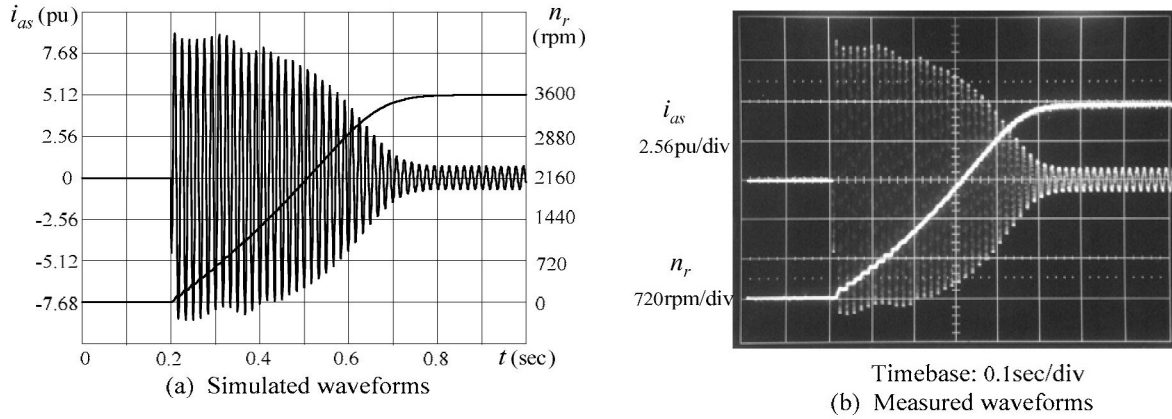 i_as (pu)
n_r
(rpm)
7.68
5.12
2.56
0
-2.56
-5.12
-7.68
3600
2880
2160
1440
720
0
0
0.2
0.4
0.6
0.8
t (sec)
(a) Simulated waveforms
i_as
2.56pu/div
n_r
720rpm/div
Timebase: 0.1sec/div
(b) Measured waveforms